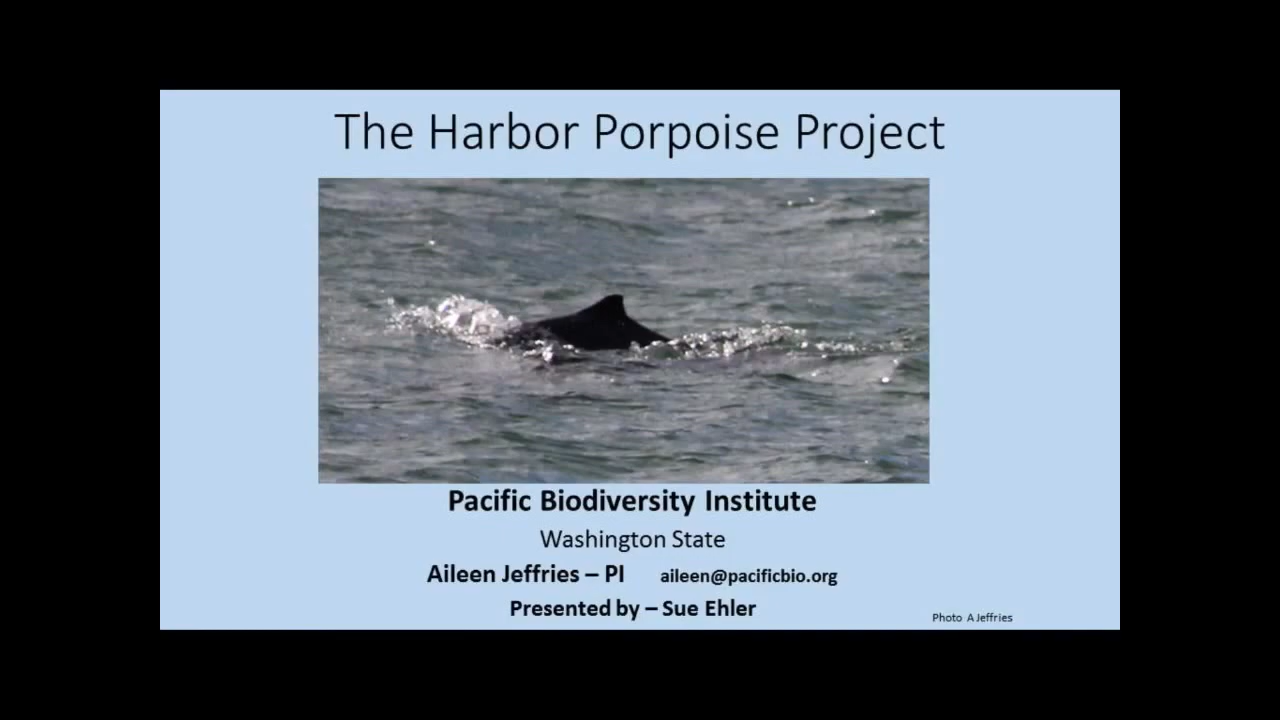 The Harbor Porpoise Project
Pacific Biodiversity Institute
Washington State
Aileen Jeffries – PI aileen@pacificbio.org
Presented by – Sue Ehler
Photo A Jeffries